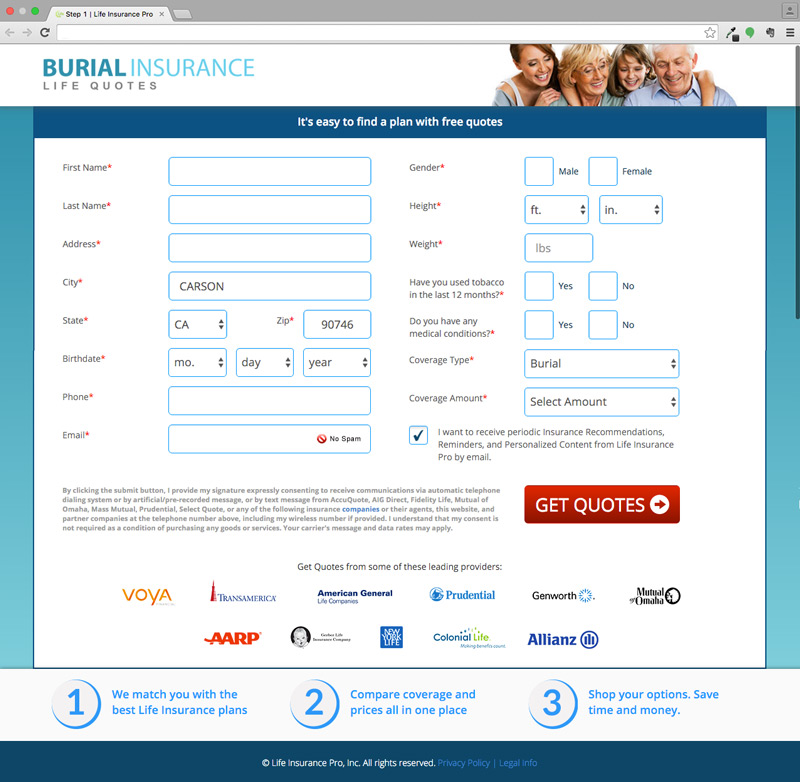 Step 1 | Life Insurance Pro
BURIAL INSURANCE
LIFE QUOTES
It's easy to find a plan with free quotes
First Name*
Last Name*
Address*
City* CARSON
State* CA Zip* 90746
Birthdate* mo. day year
Phone*
Email* No Spam
Gender* Male Female
Height* ft. in.
Weight* lbs
Have you used tobacco
in the last 12 months?* Yes No
Do you have any
medical conditions?* Yes No
Coverage Type* Burial
Coverage Amount* Select Amount
I want to receive periodic Insurance Recommendations,
Reminders, and Personalized Content from Life Insurance
Pro by email.
By clicking the submit button, I provide my signature expressly consenting to receive communications via automatic telephone
dialing system or by artificial/pre-recorded message, or by text message from AccuQuote, AIG Direct, Fidelity Life, Mutual of
Omaha, Mass Mutual, Prudential, Select Quote, or any of the following insurance companies or their agents, this website, and
partner companies at the telephone number above, including my wireless number if provided. I understand that my consent is
not required as a condition of purchasing any goods or services. Your carrier's message and data rates may apply.
GET QUOTES
Get Quotes from some of these leading providers:
VOYA
TRANSAMERICA
American General
Life Companies
Prudential
Genworth
Mutual
of Omaha
AARP
Gerber Life
Insurance Company
NEW
YORK
LIFE
Colonial Life
Making benefits count.
Allianz
1 We match you with the
best Life Insurance plans
2 Compare coverage and
prices all in one place
3 Shop your options. Save
time and money.
© Life Insurance Pro, Inc. All rights reserved. Privacy Policy | Legal Info